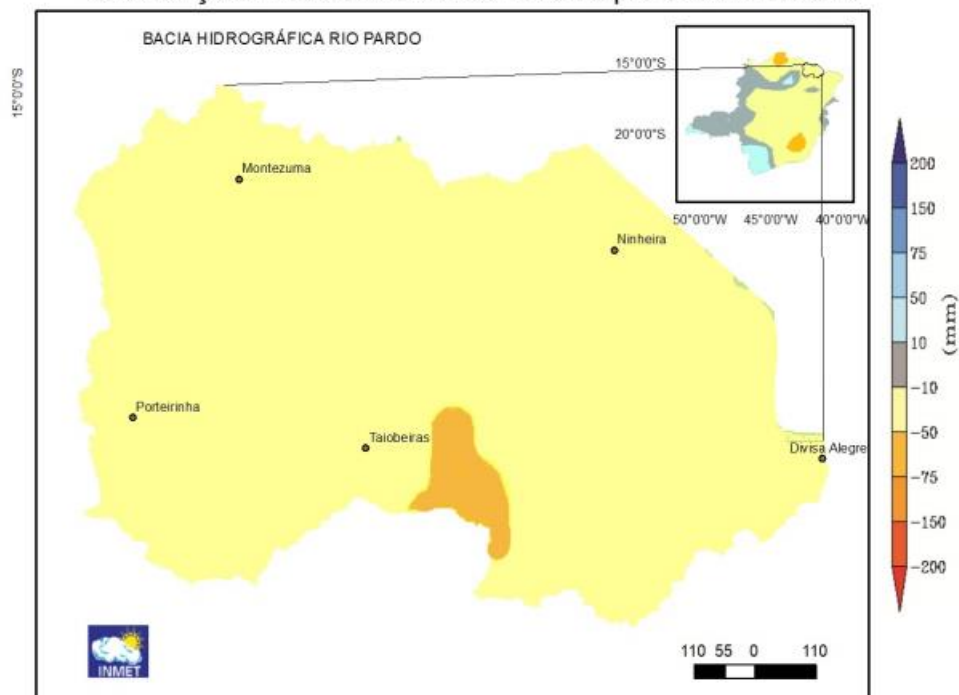 BACIA HIDROGRÁFICA RIO PARDO
15°0'0"S
15°0'0"S
20°0'0"S
50°0'0"W 45°0'0"W 40°0'0"W
Montezuma
Ninheira
Porteirinha
Taiobeiras
Divisa Alegre
200
150
75
50
10
-10
-50
-75
-150
-200
(mm)
INMET
110 55 0 110